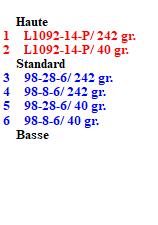 Haute
1 L1092-14-P/ 242 gr.
2 L1092-14-P/ 40 gr.
Standard
3 98-28-6/ 242 gr.
4 98-8-6/ 242 gr.
5 98-28-6/ 40 gr.
6 98-8-6/ 40 gr.
Basse